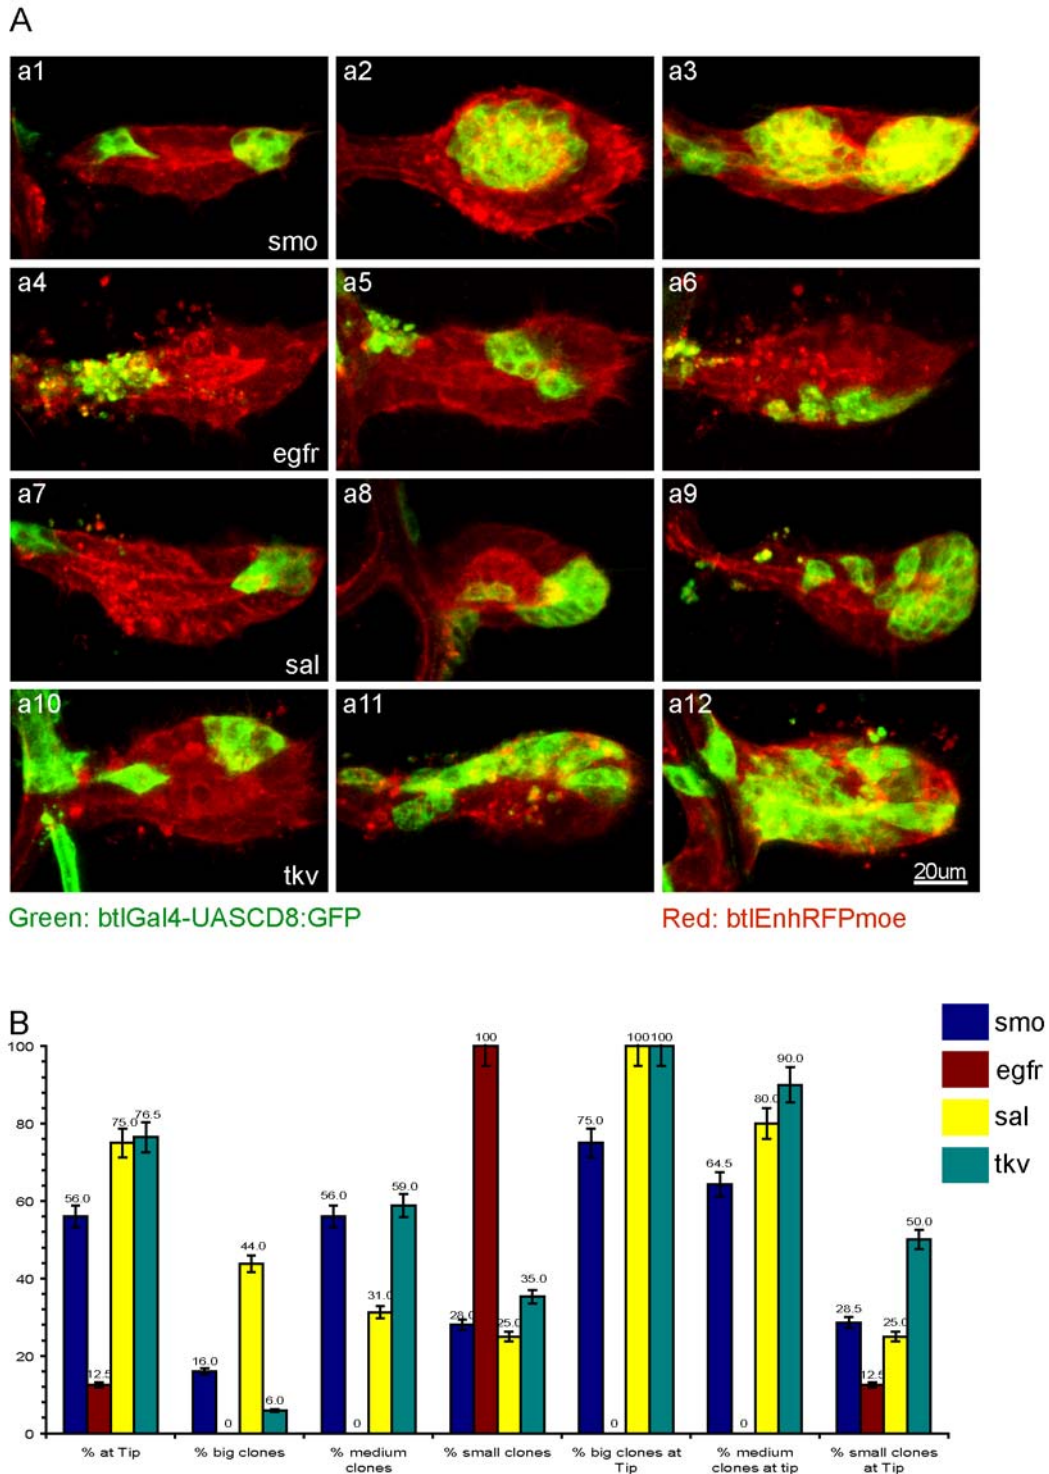 A
a1
a2
a3
smo
a4
a5
a6
egfr
a7
a8
a9
sal
a10
a11
a12
tkv
20um
Green: btlGal4-UASCD8:GFP
Red: btlEnhRFPmoe
B
smo
egfr
sal
tkv
100
80
60
40
20
0
56.0
12.5
75.0
76.5
16.0
0
44.0
6.0
56.0
0
31.0
59.0
28.0
100
25.0
35.0
75.0
0
100
100
64.5
0
80.0
90.0
28.5
12.5
25.0
50.0
% at Tip
% big clones
% medium
clones
% small clones
% big clones at
Tip
% medium
clones at tip
% small clones
at Tip